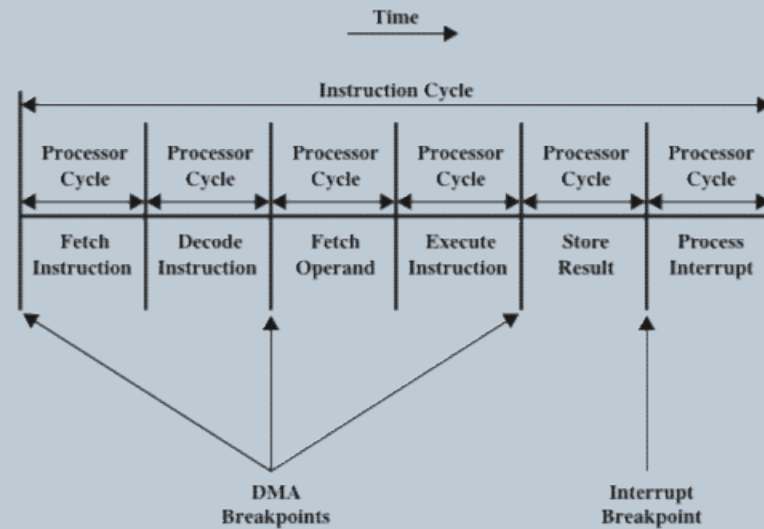 Time
Instruction Cycle
Processor Processor Processor Processor Processor Processor
Cycle Cycle Cycle Cycle Cycle Cycle
Fetch Decode Fetch Execute Store Process
Instruction Instruction Operand Instruction Result Interrupt
DMA Interrupt
Breakpoints Breakpoint